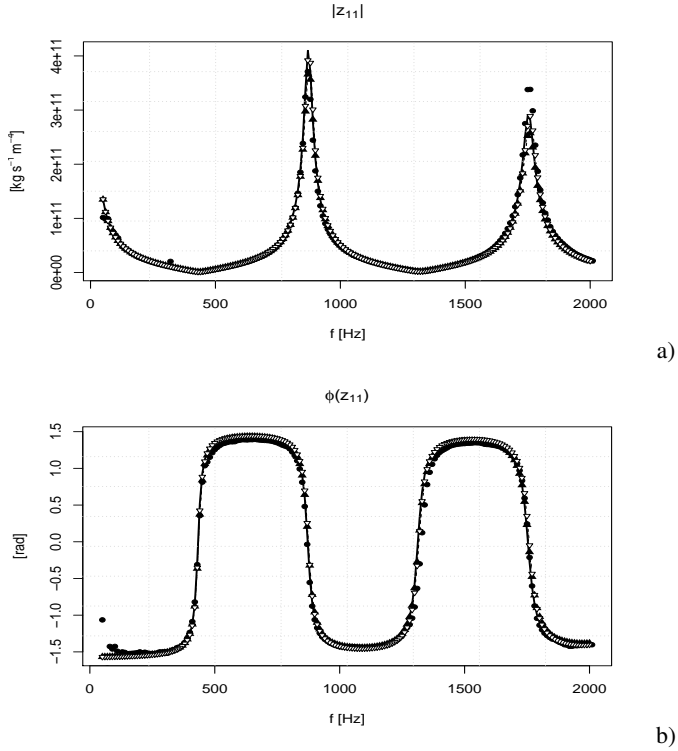 |z₁₁|
4e+11
3e+11
2e+11
1e+11
0e+00
[kg s⁻¹ m⁻⁴]
0 500 1000 1500 2000
f [Hz]
a)
ϕ(z₁₁)
1.5
1.0
0.5
0.0
−0.5
−1.0
−1.5
[rad]
0 500 1000 1500 2000
f [Hz]
b)